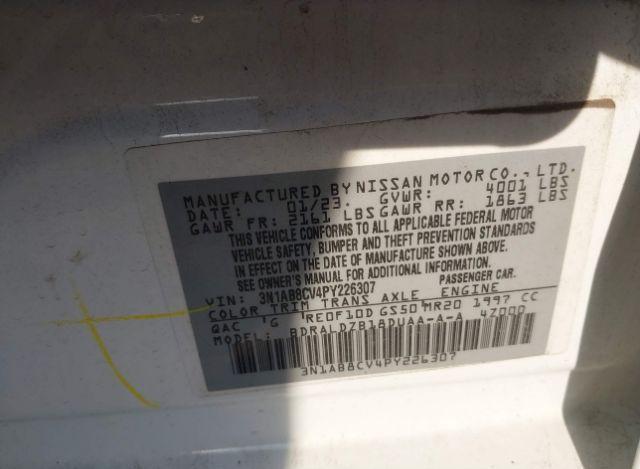 MANUFACTURED BY NISSAN MOTOR CO., LTD.
DATE: 01/23. GVWR: 4001 LBS
GAWR FR: 2161 LBS GAWR RR: 1863 LBS
THIS VEHICLE CONFORMS TO ALL APPLICABLE FEDERAL MOTOR
VEHICLE SAFETY, BUMPER AND THEFT PREVENTION STANDARDS
IN EFFECT ON THE DATE OF MANUFACTURE SHOWN ABOVE.
SEE OWNER'S MANUAL FOR ADDITIONAL INFORMATION.
VIN: 3N1AB8CV4PY226307 PASSENGER CAR.
COLOR TRIM TRANS AXLE ENGINE
QAC 'G 'RE0F10D GS50 MR20 1997 CC
MODEL: BDRALDZB18DUAA-A-A 4Z000
3N1AB8CV4PY226307